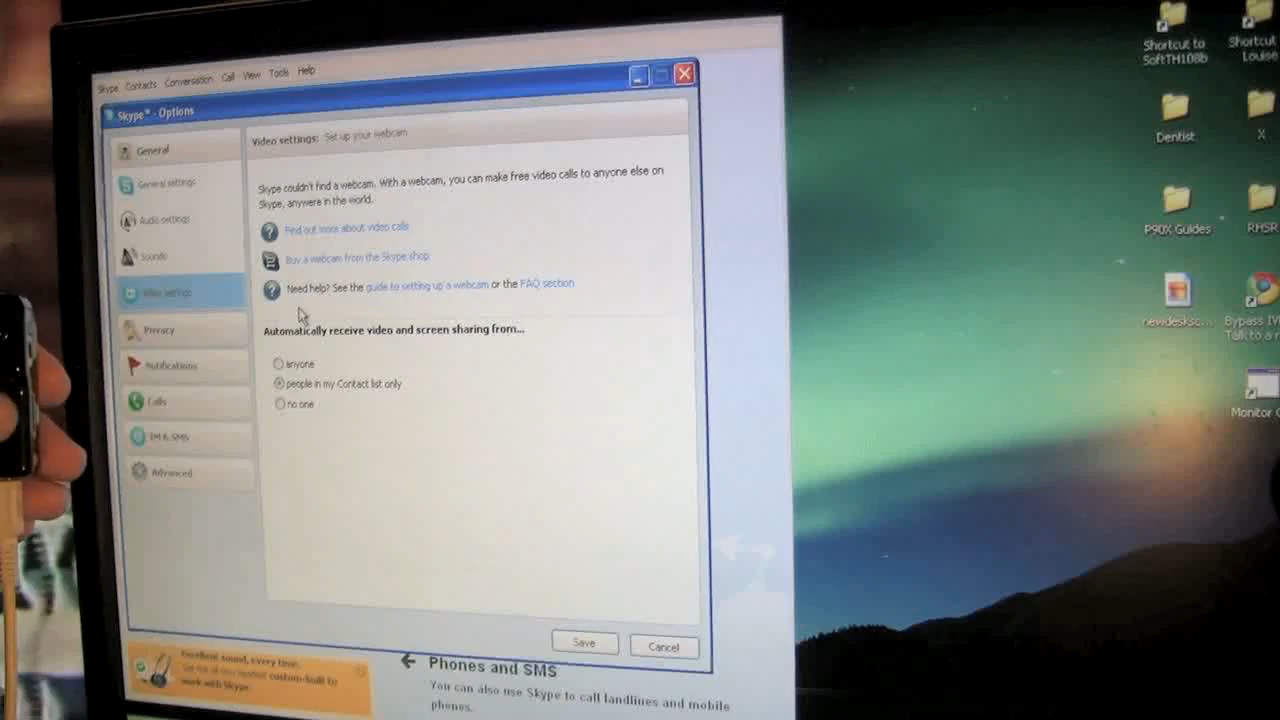 Skype Contacts Conversation Call View Tools Help
Skype* - Options
General
General settings
Audio settings
Sounds
Video settings
Privacy
Notifications
Calls
IM & SMS
Advanced
Video settings: Set up your webcam
Skype couldn't find a webcam. With a webcam, you can make free video calls to anyone else on
Skype, anywere in the world.
Find out more about video calls
Buy a webcam from the Skype shop
Need help? See the guide to setting up a webcam or the FAQ section
Automatically receive video and screen sharing from...
anyone
people in my Contact list only
no one
Save
Cancel
Excellent sound, every time.
custom-built to
work with Skype.
Phones and SMS
You can also use Skype to call landlines and mobile
phones.
Shortcut to
SoftTH108b
Shortcut
Louise
Dentist
X
P90X Guides
RHSR
newdesksc...
Bypass IV
Talk to a r
Monitor